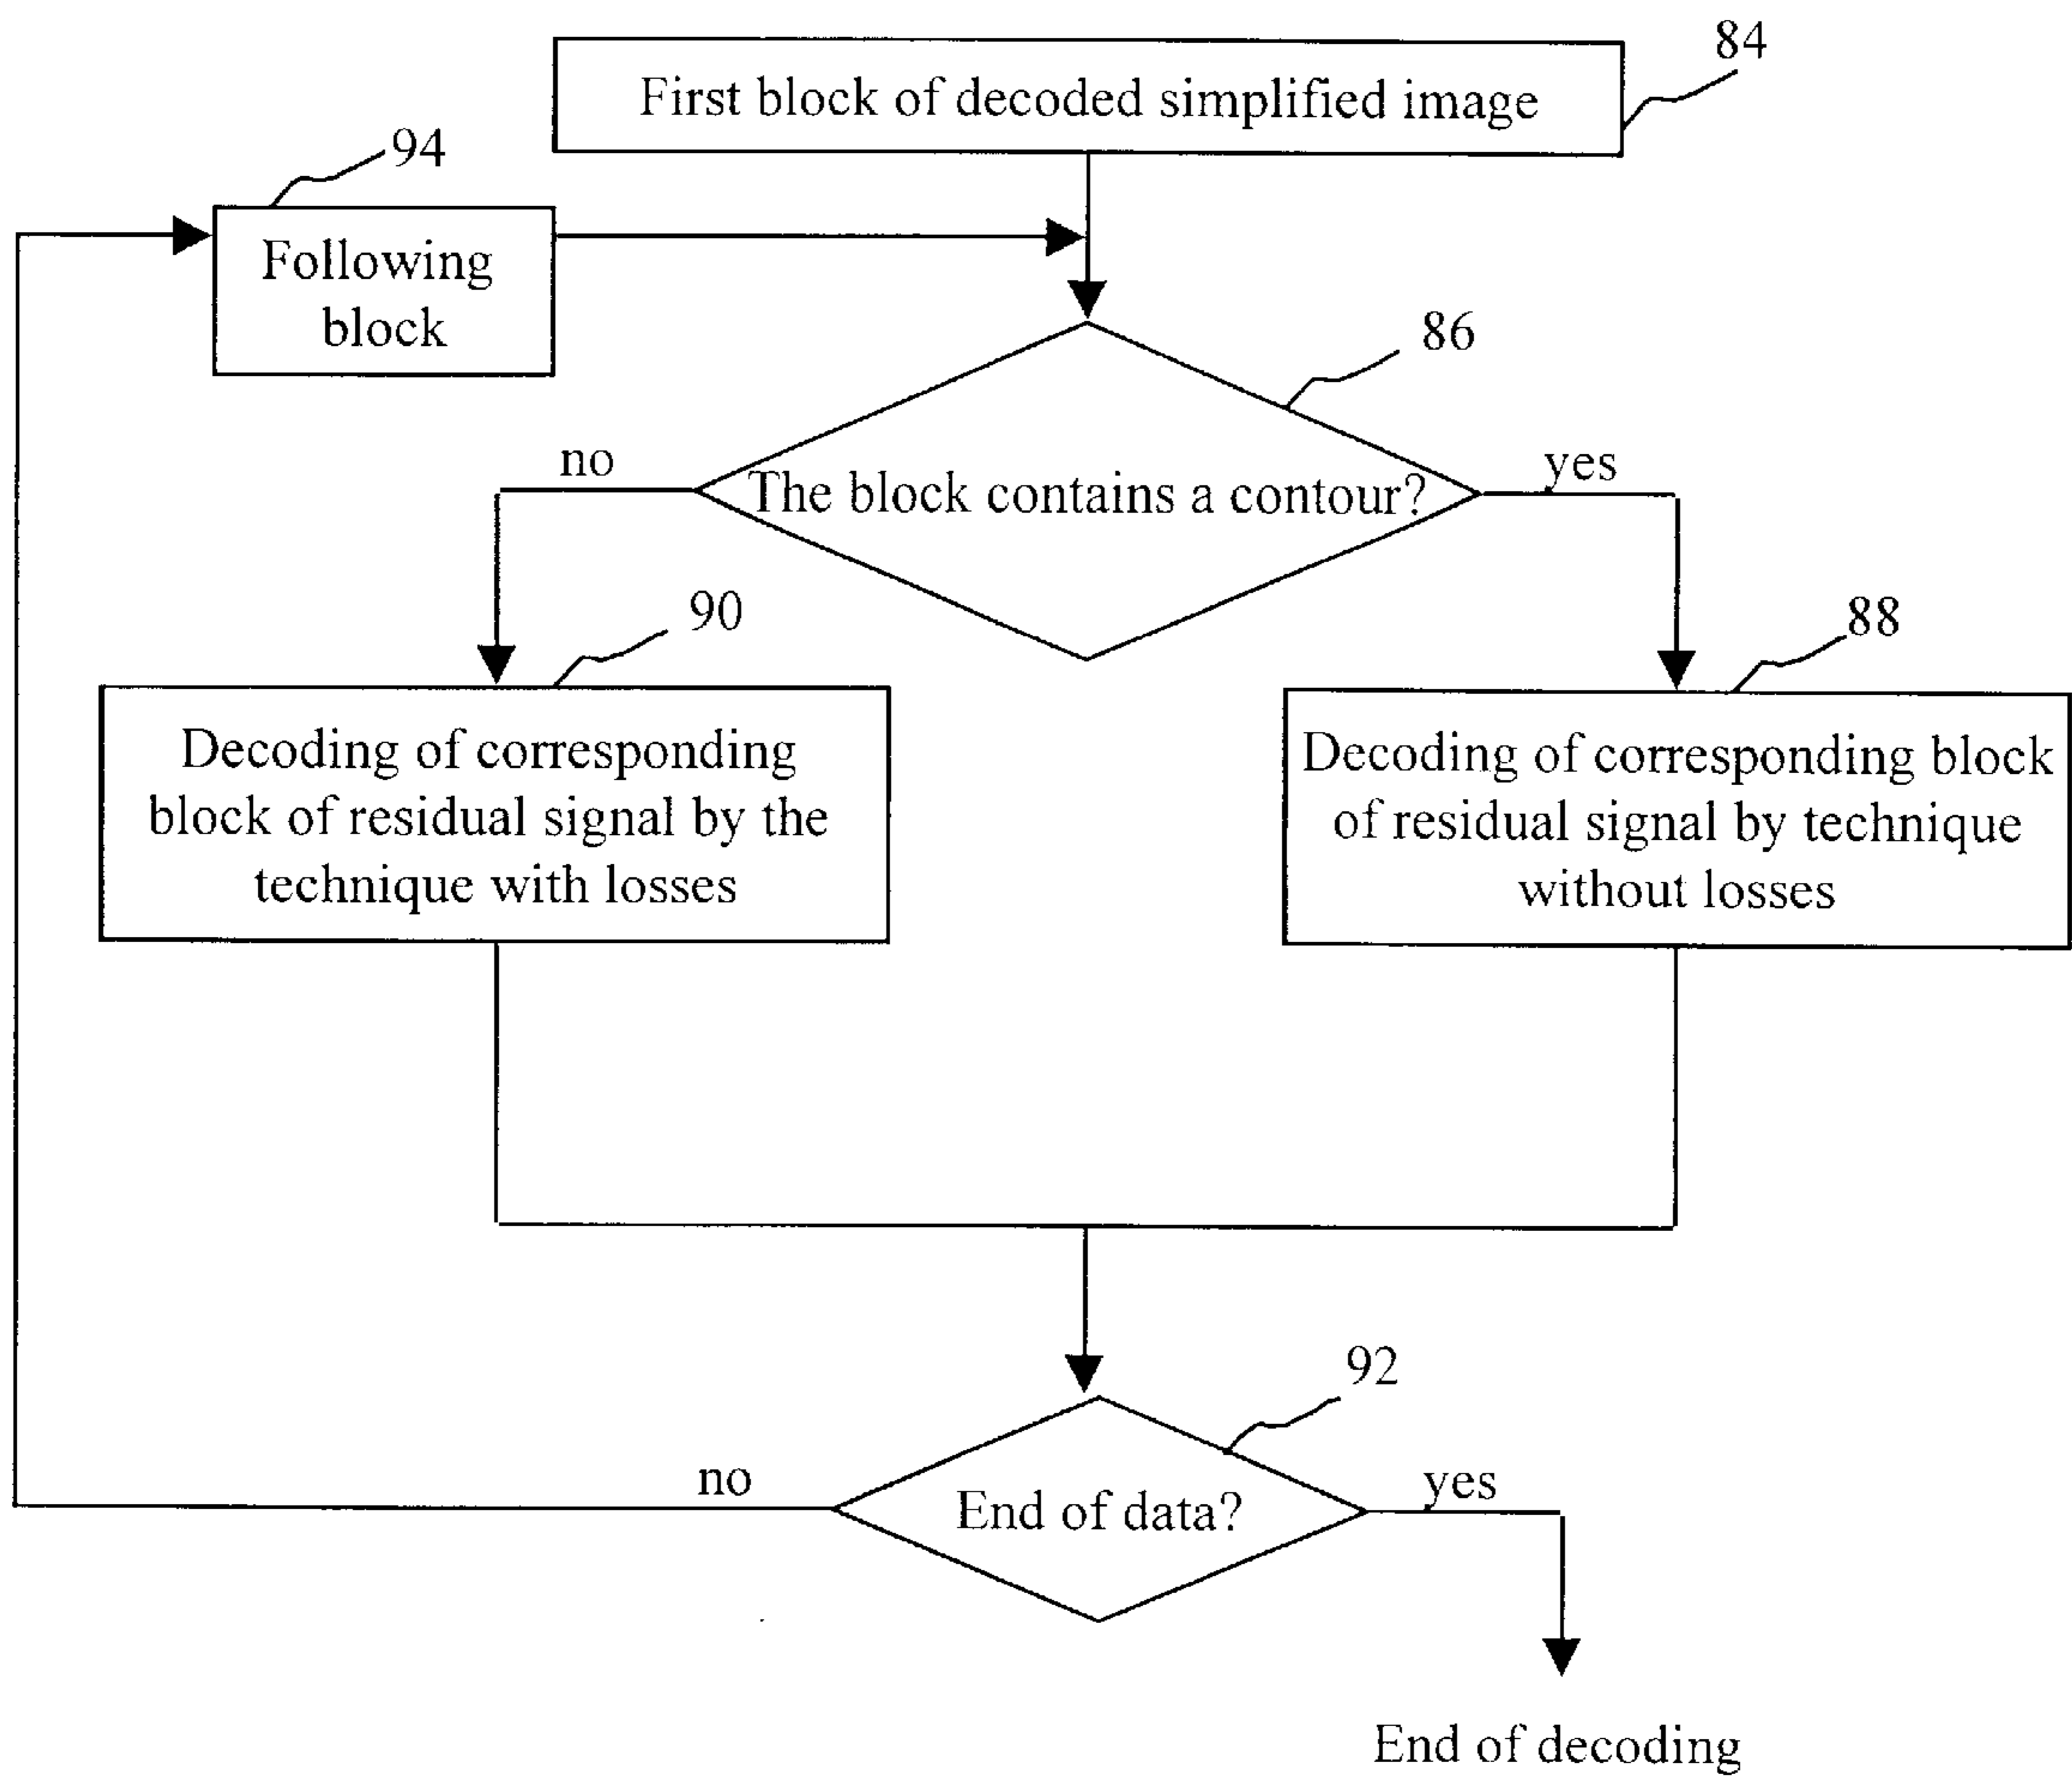 84
First block of decoded simplified image
94
Following
block
86
no
The block contains a contour?
yes
90
88
Decoding of corresponding
block of residual signal by the
technique with losses
Decoding of corresponding block
of residual signal by technique
without losses
92
no
End of data?
yes
End of decoding